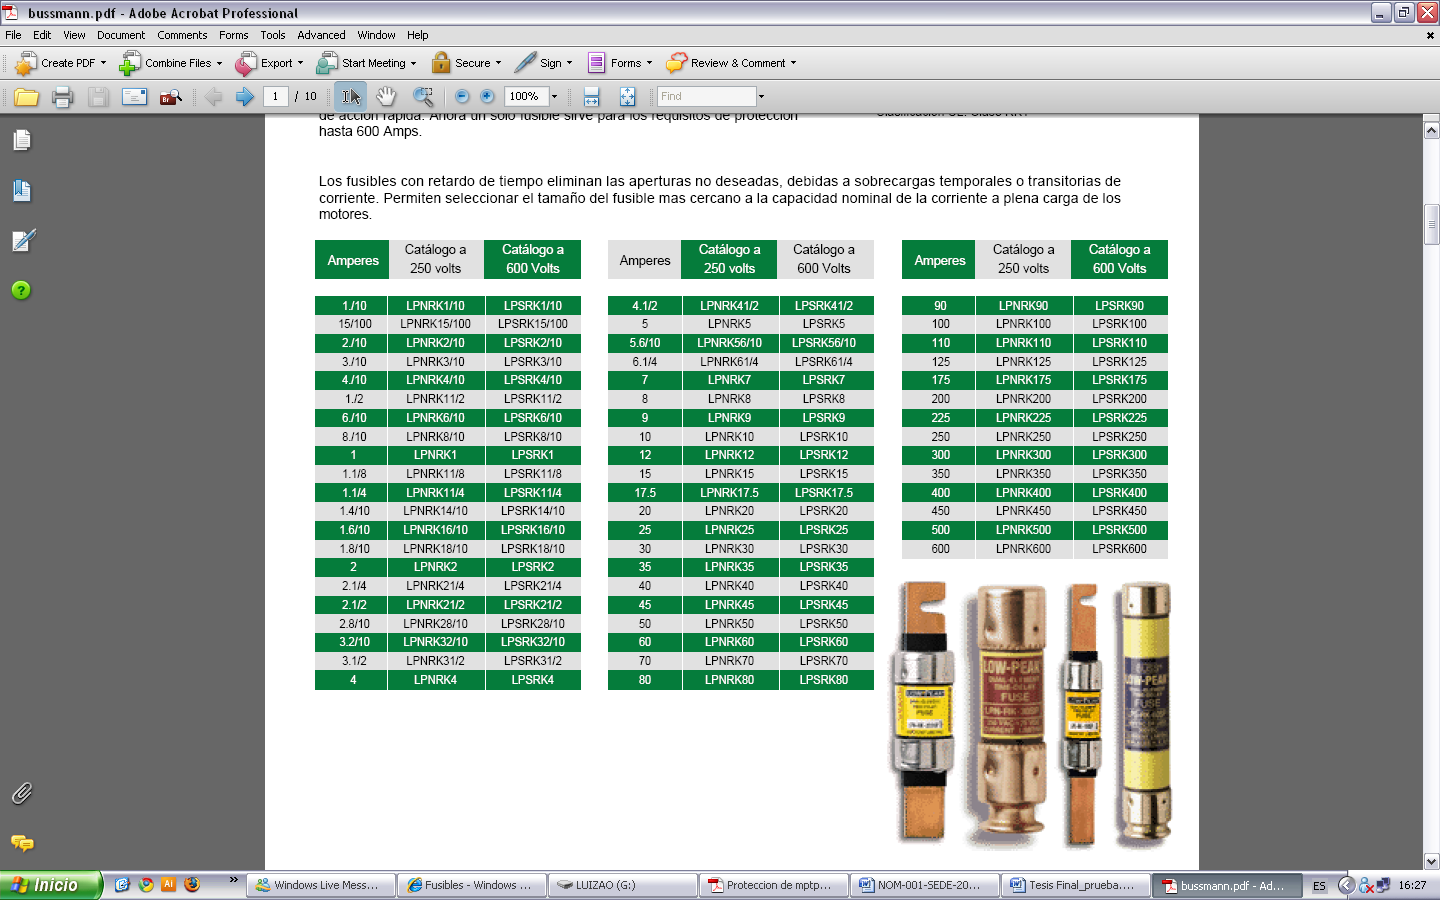 bussmann.pdf - Adobe Acrobat Professional
File Edit View Document Comments Forms Tools Advanced Window Help
Create PDF Combine Files Export Start Meeting Secure Sign Forms Review & Comment
1 / 10 100% Find
de acción rápida. Ahora un solo fusible sirve para los requisitos de protección
hasta 600 Amps.
Los fusibles con retardo de tiempo eliminan las aperturas no deseadas, debidas a sobrecargas temporales o transitorias de
corriente. Permiten seleccionar el tamaño del fusible mas cercano a la capacidad nominal de la corriente a plena carga de los
motores.
Amperes Catálogo a 250 volts Catálogo a 600 Volts
1./10 LPNRK1/10 LPSRK1/10
15/100 LPNRK15/100 LPSRK15/100
2./10 LPNRK2/10 LPSRK2/10
3./10 LPNRK3/10 LPSRK3/10
4./10 LPNRK4/10 LPSRK4/10
1./2 LPNRK11/2 LPSRK11/2
6./10 LPNRK6/10 LPSRK6/10
8./10 LPNRK8/10 LPSRK8/10
1 LPNRK1 LPSRK1
1.1/8 LPNRK11/8 LPSRK11/8
1.1/4 LPNRK11/4 LPSRK11/4
1.4/10 LPNRK14/10 LPSRK14/10
1.6/10 LPNRK16/10 LPSRK16/10
1.8/10 LPNRK18/10 LPSRK18/10
2 LPNRK2 LPSRK2
2.1/4 LPNRK21/4 LPSRK21/4
2.1/2 LPNRK21/2 LPSRK21/2
2.8/10 LPNRK28/10 LPSRK28/10
3.2/10 LPNRK32/10 LPSRK32/10
3.1/2 LPNRK31/2 LPSRK31/2
4 LPNRK4 LPSRK4
Amperes Catálogo a 250 volts Catálogo a 600 Volts
4.1/2 LPNRK41/2 LPSRK41/2
5 LPNRK5 LPSRK5
5.6/10 LPNRK56/10 LPSRK56/10
6.1/4 LPNRK61/4 LPSRK61/4
7 LPNRK7 LPSRK7
8 LPNRK8 LPSRK8
9 LPNRK9 LPSRK9
10 LPNRK10 LPSRK10
12 LPNRK12 LPSRK12
15 LPNRK15 LPSRK15
17.5 LPNRK17.5 LPSRK17.5
20 LPNRK20 LPSRK20
25 LPNRK25 LPSRK25
30 LPNRK30 LPSRK30
35 LPNRK35 LPSRK35
40 LPNRK40 LPSRK40
45 LPNRK45 LPSRK45
50 LPNRK50 LPSRK50
60 LPNRK60 LPSRK60
70 LPNRK70 LPSRK70
80 LPNRK80 LPSRK80
Amperes Catálogo a 250 volts Catálogo a 600 Volts
90 LPNRK90 LPSRK90
100 LPNRK100 LPSRK100
110 LPNRK110 LPSRK110
125 LPNRK125 LPSRK125
175 LPNRK175 LPSRK175
200 LPNRK200 LPSRK200
225 LPNRK225 LPSRK225
250 LPNRK250 LPSRK250
300 LPNRK300 LPSRK300
350 LPNRK350 LPSRK350
400 LPNRK400 LPSRK400
450 LPNRK450 LPSRK450
500 LPNRK500 LPSRK500
600 LPNRK600 LPSRK600
LOW-PEAK
DUAL-ELEMENT
TIME-DELAY
FUSE
Inicio » Windows Live Mess... Fusibles - Windows ... LUIZAO (G:) Proteccion de mptp... NOM-001-SEDE-20... Tesis Final_prueba.... bussmann.pdf - Ad... ES 16:27